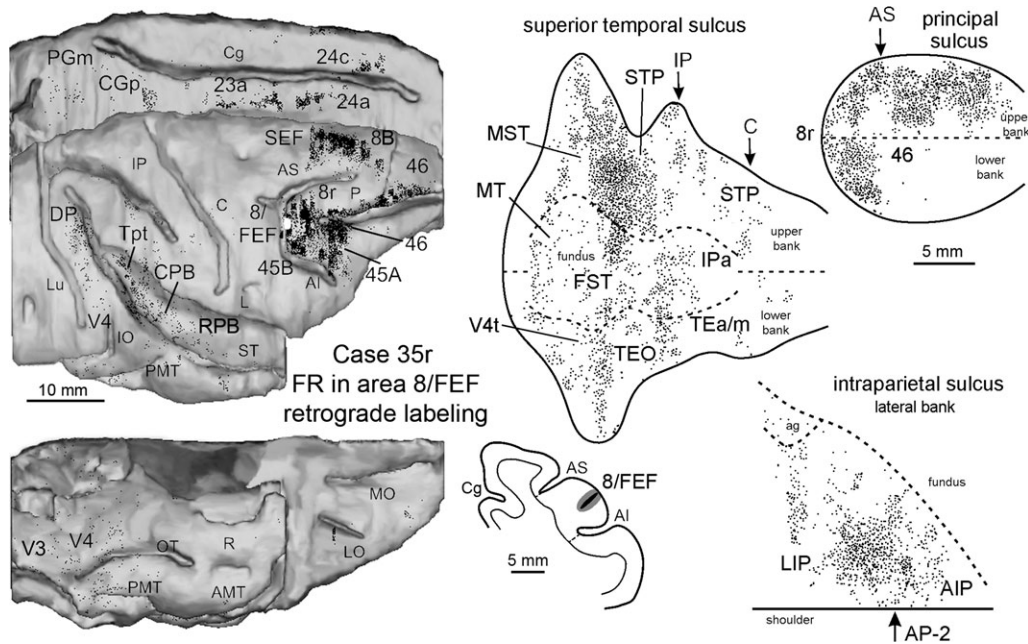 PGm
Cg
24c
CGp
23a
24a
SEF
8B
IP
AS
46
8r
P
C
8/
FEF
DP
Tpt
46
CPB
45B
45A
AI
Lu
L
V4
RPB
IO
ST
PMT
10 mm
Case 35r
FR in area 8/FEF
retrograde labeling
MO
V3
V4
OT
R
LO
PMT
AMT
superior temporal sulcus
IP
STP
MST
C
MT
STP
upper
bank
fundus
IPa
FST
lower
bank
V4t
TEa/m
TEO
AS
principal
sulcus
8r
upper
bank
46
lower
bank
5 mm
AS
8/FEF
Cg
AI
5 mm
intraparietal sulcus
lateral bank
ag
fundus
LIP
AIP
shoulder
AP-2